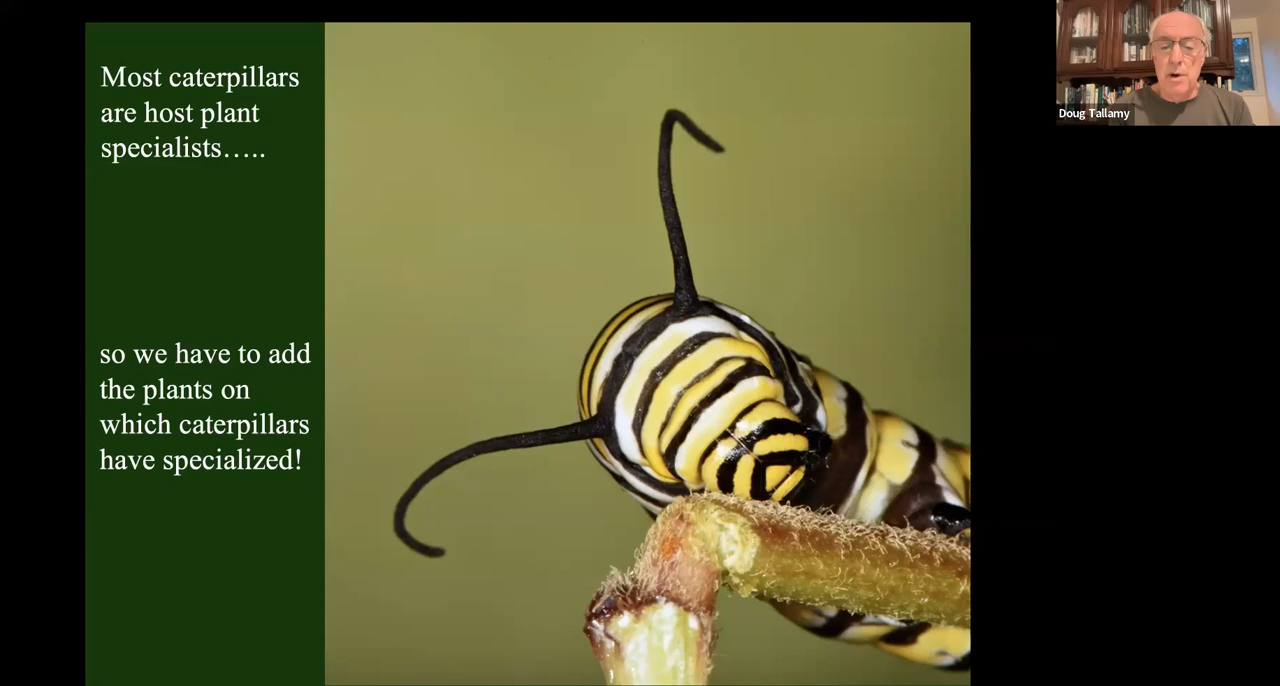 Most caterpillars
are host plant
specialists…..
so we have to add
the plants on
which caterpillars
have specialized!
Doug Tallamy